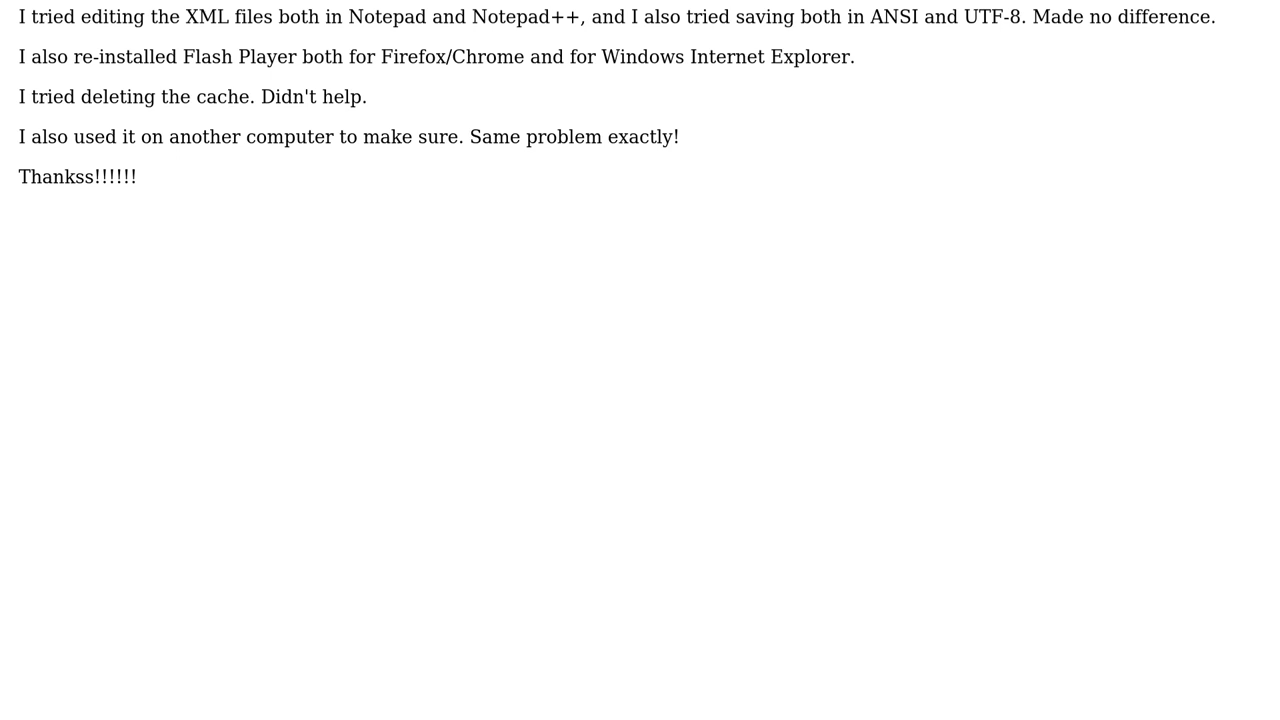 I tried editing the XML files both in Notepad and Notepad++, and I also tried saving both in ANSI and UTF-8. Made no difference.
I also re-installed Flash Player both for Firefox/Chrome and for Windows Internet Explorer.
I tried deleting the cache. Didn't help.
I also used it on another computer to make sure. Same problem exactly!
Thankss!!!!!!